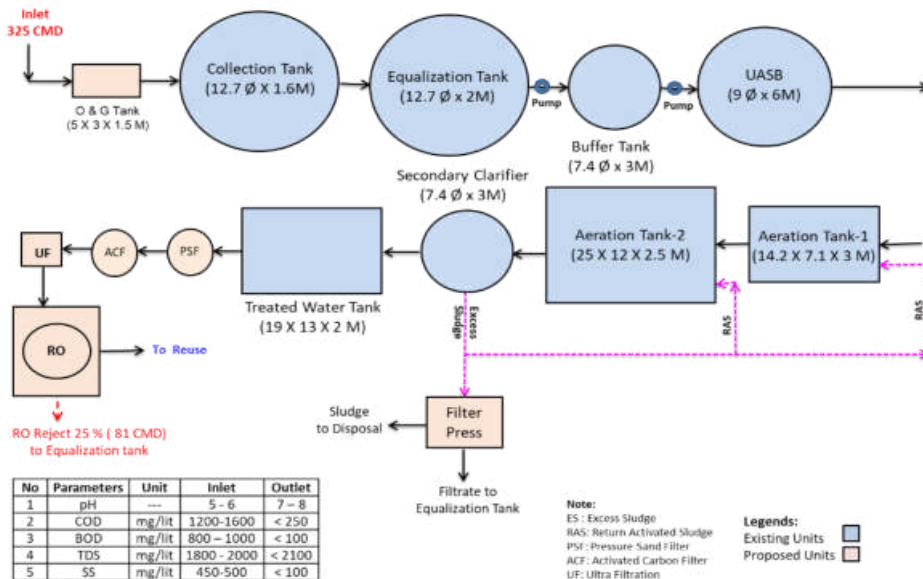 Inlet
325 CMD
O & G Tank
(5 X 3 X 1.5 M)
Collection Tank
(12.7 Ø X 1.6M)
Equalization Tank
(12.7 Ø x 2M)
Pump
Buffer Tank
(7.4 Ø × 3M)
Pump
UASB
(9 Ø x 6M)
Secondary Clarifier
(7.4 Ø × 3M)
UF
ACF
PSF
Treated Water Tank
(19 X 13 X 2 M)
Aeration Tank-2
(25 X 12 X 2.5 M)
Aeration Tank-1
(14.2 X 7.1 X 3 M)
RAS
RAS
Excess
Sludge
RO
To Reuse
RO Reject 25 % ( 81 CMD)
to Equalization tank
Sludge
to Disposal
Filter
Press
Filtrate to
Equalization Tank
No Parameters Unit Inlet Outlet
1 pH --- 5 - 6 7 – 8
2 COD mg/lit 1200-1600 < 250
3 BOD mg/lit 800 – 1000 < 100
4 TDS mg/lit 1800 - 2000 < 2100
5 SS mg/lit 450-500 < 100
Note:
ES : Excess Sludge
RAS: Return Activated Sludge
PSF: Pressure Sand Filter
ACF: Activated Carbon Filter
UF: Ultra Filtration
Legends:
Existing Units
Proposed Units